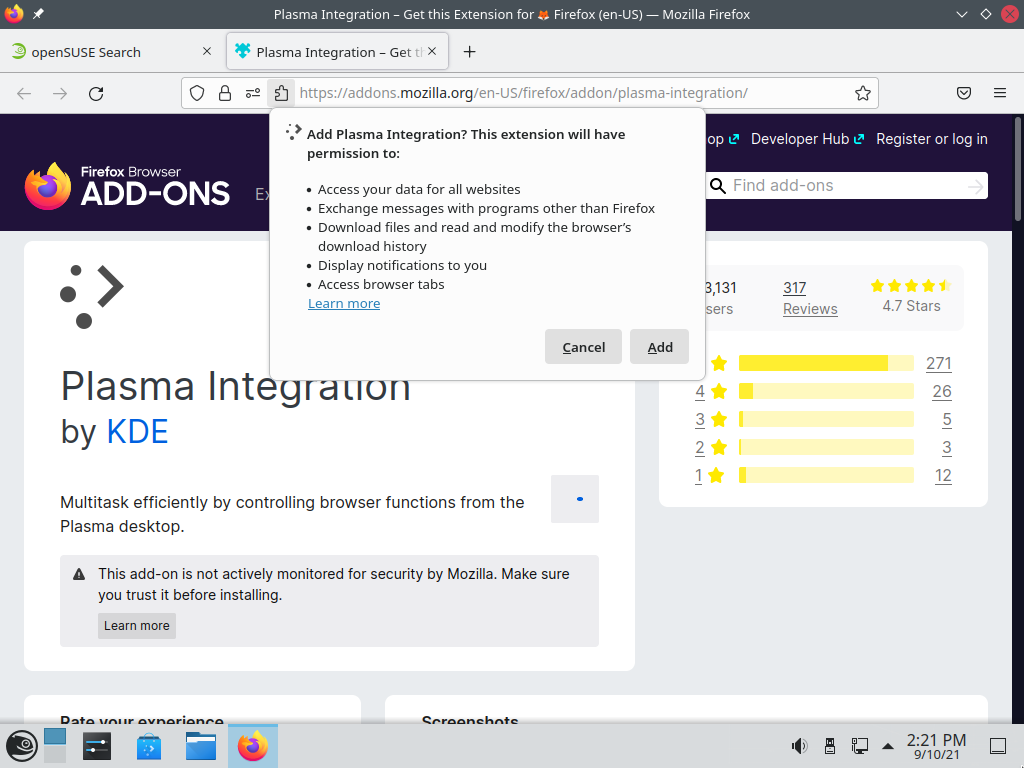 Plasma Integration – Get this Extension for 🦊 Firefox (en-US) — Mozilla Firefox
openSUSE Search
Plasma Integration – Get t
https://addons.mozilla.org/en-US/firefox/addon/plasma-integration/
Add Plasma Integration? This extension will have
permission to:
• Access your data for all websites
• Exchange messages with programs other than Firefox
• Download files and read and modify the browser’s
download history
• Display notifications to you
• Access browser tabs
Learn more
Cancel Add
op Developer Hub Register or log in
Firefox Browser
ADD-ONS
Ex
Find add-ons
3,131 317
sers Reviews 4.7 Stars
271
4 26
3 5
2 3
1 12
Plasma Integration
by KDE
Multitask efficiently by controlling browser functions from the
Plasma desktop.
This add-on is not actively monitored for security by Mozilla. Make sure
you trust it before installing.
Learn more
Rate your experience Screenshots
2:21 PM
9/10/21